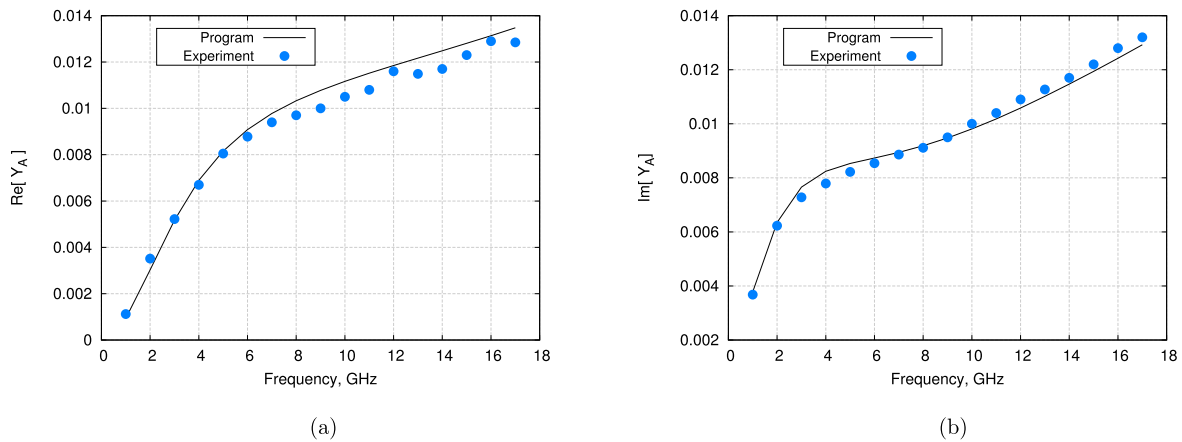 0.014
0.012
0.01
0.008
0.006
0.004
0.002
0
Re[ Y_A ]
Program
Experiment
0 2 4 6 8 10 12 14 16 18
Frequency, GHz
(a)
0.014
0.012
0.01
0.008
0.006
0.004
0.002
Im[ Y_A]
Program
Experiment
0 2 4 6 8 10 12 14 16 18
Frequency, GHz
(b)